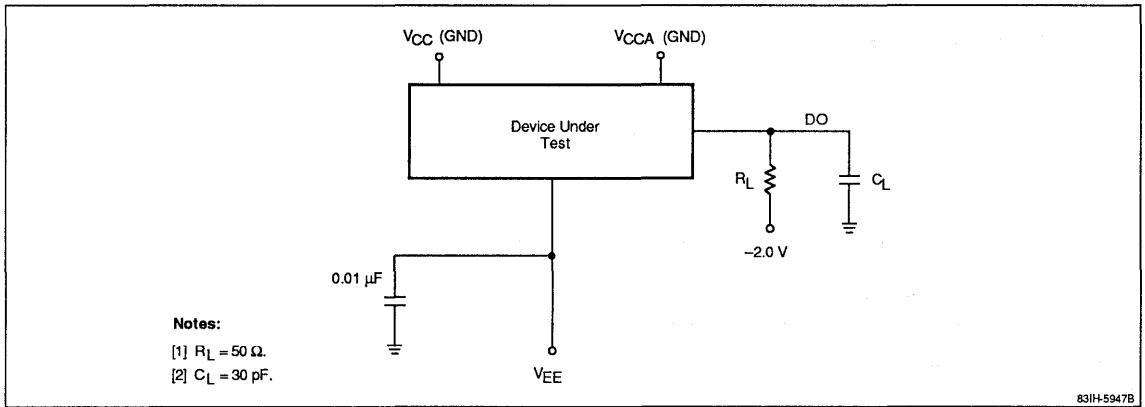 VCC (GND)
VCCA (GND)
Device Under
Test
DO
RL
CL
–2.0 V
0.01 μF
VEE
Notes:
[1] RL = 50 Ω.
[2] CL = 30 pF.
83IH-5947B